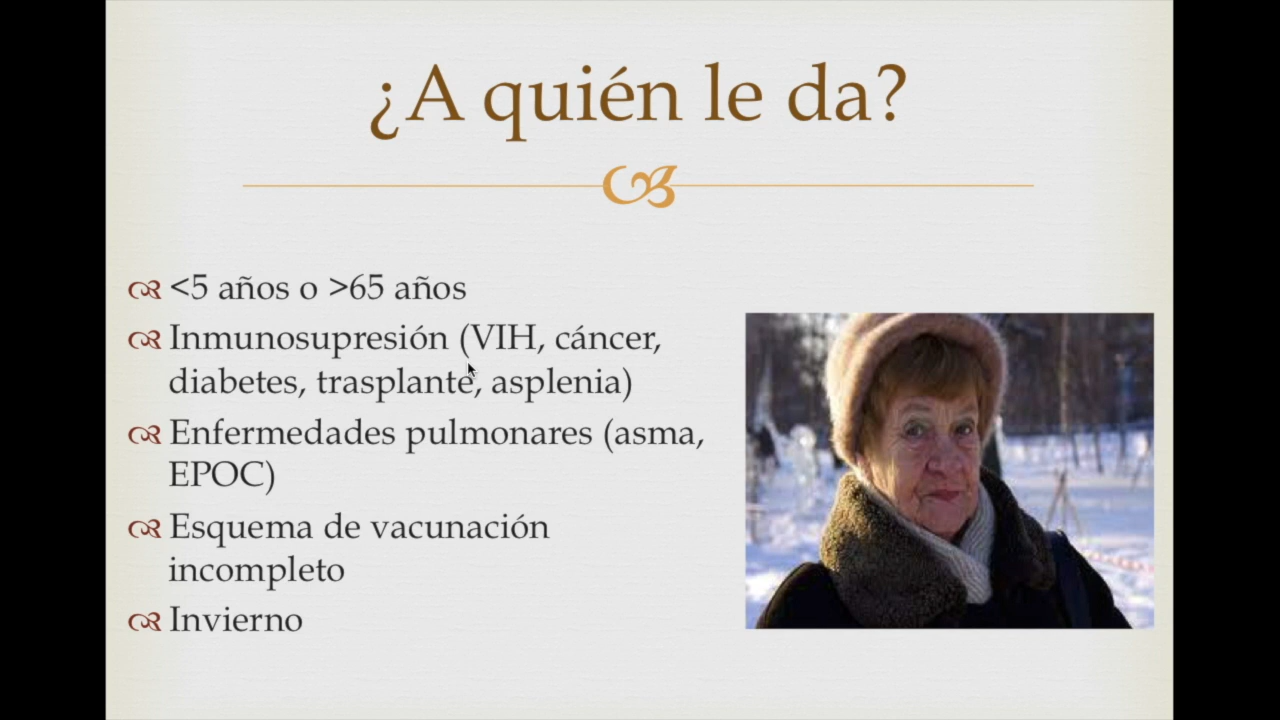 ¿A quién le da?
<5 años o >65 años
Inmunosupresión (VIH, cáncer,
diabetes, trasplante, asplenia)
Enfermedades pulmonares (asma,
EPOC)
Esquema de vacunación
incompleto
Invierno